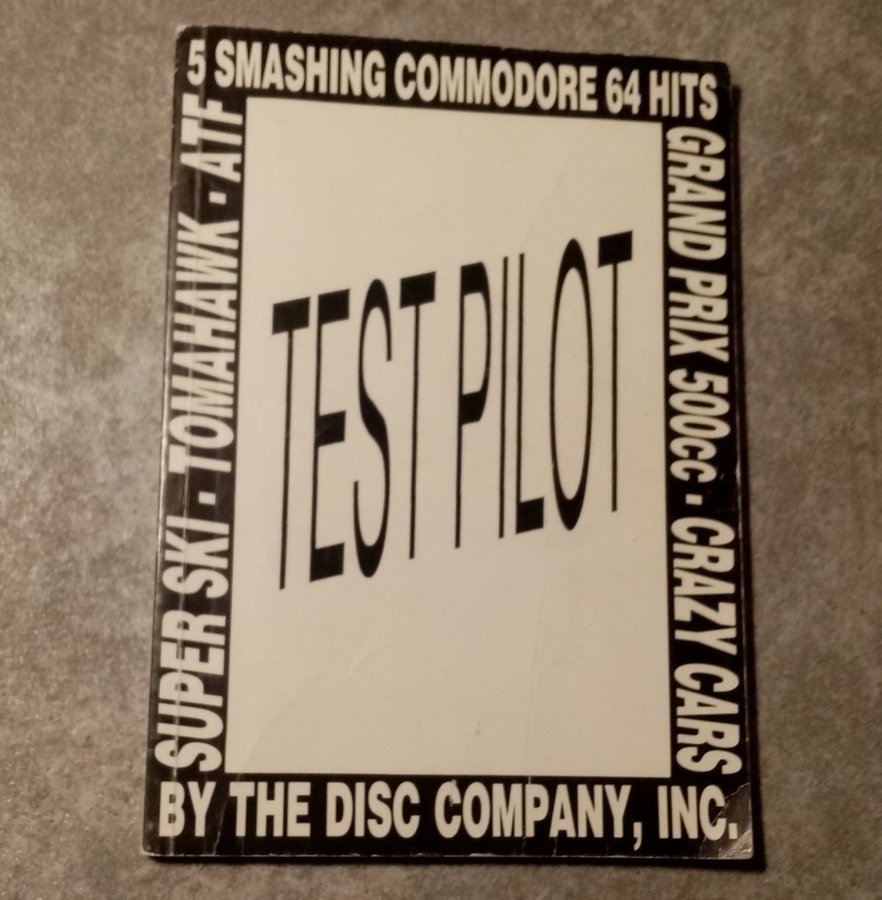 5 SMASHING COMMODORE 64 HITS
SUPER SKI - TOMAHAWK - ATF
TEST PILOT
GRAND PRIX 500cc - CRAZY CARS
BY THE DISC COMPANY, INC.